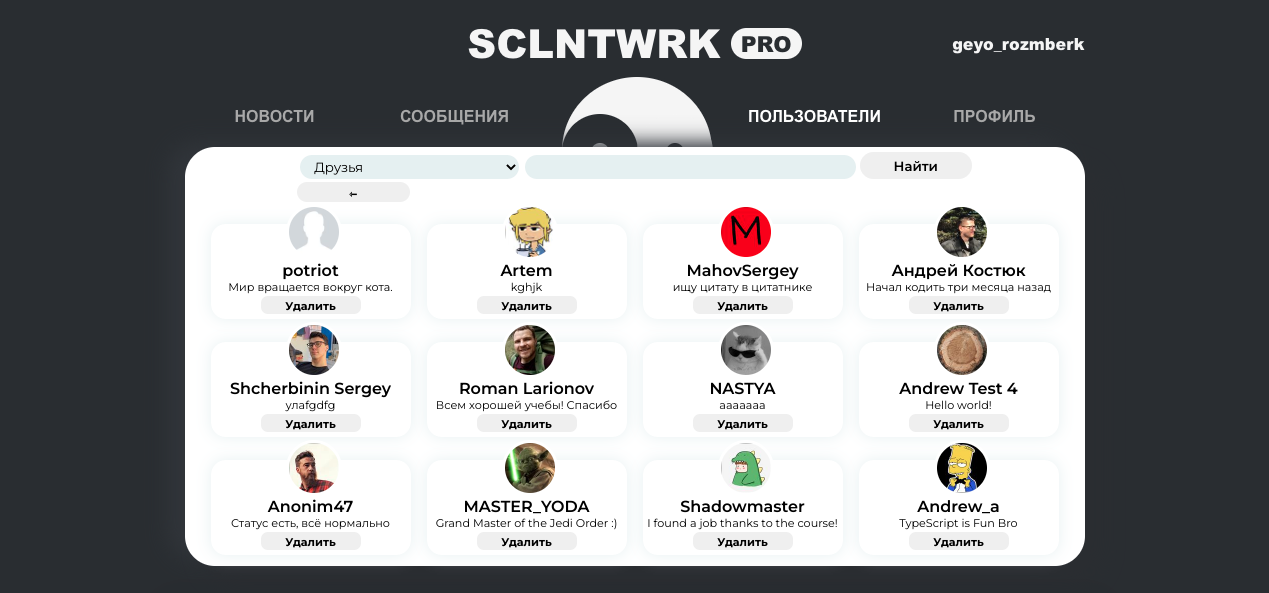 SCLNTWRK PRO
geyo_rozmberk
НОВОСТИ СООБЩЕНИЯ ПОЛЬЗОВАТЕЛИ ПРОФИЛЬ
Друзья Найти
←
potriot Artem MahovSergey Андрей Костюк
Мир вращается вокруг кота. kghjk ищу цитату в цитатнике Начал кодить три месяца назад
Удалить Удалить Удалить Удалить
Shcherbinin Sergey Roman Larionov NASTYA Andrew Test 4
улаfgdfg Всем хорошей учебы! Спасибо aaaaaaa Hello world!
Удалить Удалить Удалить Удалить
Anonim47 MASTER_YODA Shadowmaster Andrew_a
Статус есть, всё нормально Grand Master of the Jedi Order :) I found a job thanks to the course! TypeScript is Fun Bro
Удалить Удалить Удалить Удалить